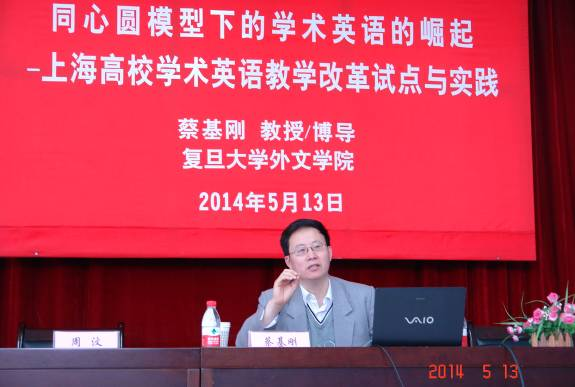 同心圆模型下的学术英语的崛起
-上海高校学术英语教学改革试点与实践
蔡基刚 教授/博导
复旦大学外文学院
2014年5月13日
周 汶
蔡基刚
VAIO
2014 5 13